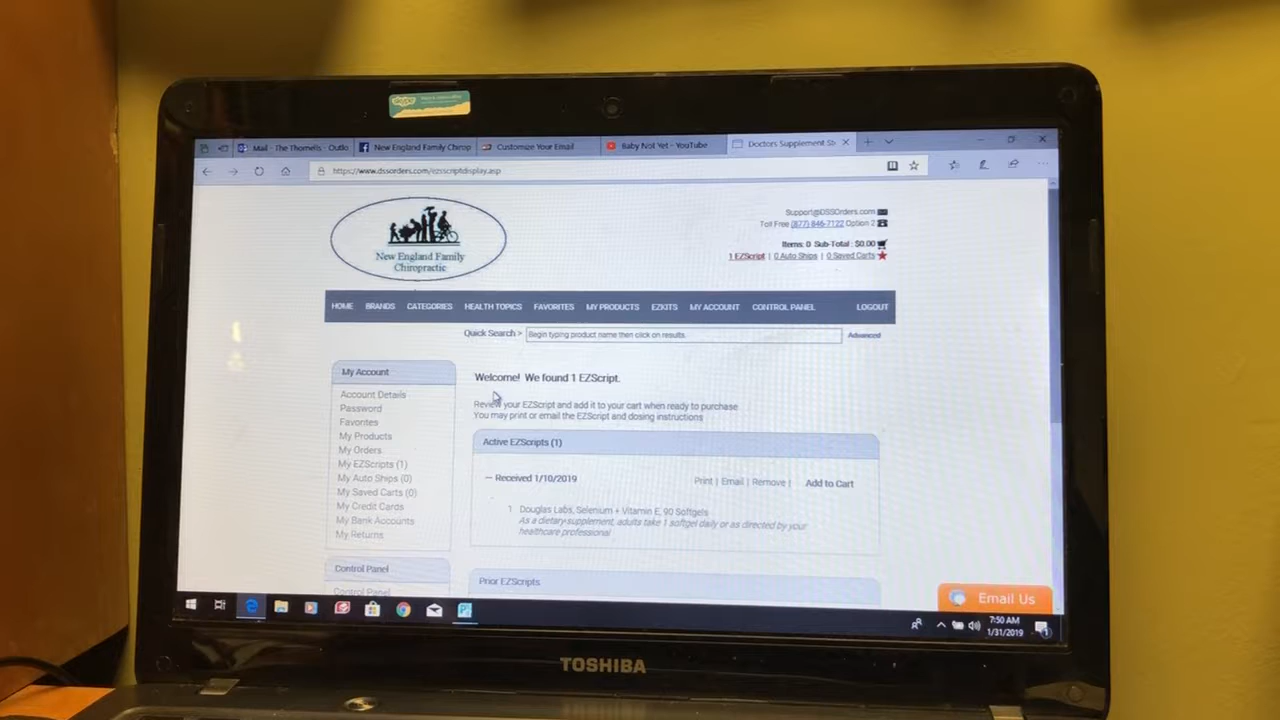 skype
Mail - The Thornells - Outlo
New England Family Chirop
Customize Your Email
Baby Not Yet - YouTube
Doctors Supplement St
https://www.dssorders.com/ezscriptdisplay.asp
New England Family
Chiropractic
Support@DSSOrders.com
Toll Free (877) 846-7122 Option 2
Items: 0 Sub-Total : $0.00
1 EZScript | 0 Auto Ships | 0 Saved Carts
HOME BRANDS CATEGORIES HEALTH TOPICS FAVORITES MY PRODUCTS EZKITS MY ACCOUNT CONTROL PANEL LOGOUT
Quick Search > Begin typing product name then click on results. Advanced
My Account
Account Details
Password
Favorites
My Products
My Orders
My EZScripts (1)
My Auto Ships (0)
My Saved Carts (0)
My Credit Cards
My Bank Accounts
My Returns
Control Panel
Control Panel
Welcome! We found 1 EZScript.
Review your EZScript and add it to your cart when ready to purchase
You may print or email the EZScript and dosing instructions
Active EZScripts (1)
— Received 1/10/2019 Print | Email | Remove | Add to Cart
1 Douglas Labs, Selenium + Vitamin E, 90 Softgels
As a dietary supplement, adults take 1 softgel daily or as directed by your
healthcare professional
Prior EZScripts
Email Us
7:50 AM
1/31/2019
TOSHIBA